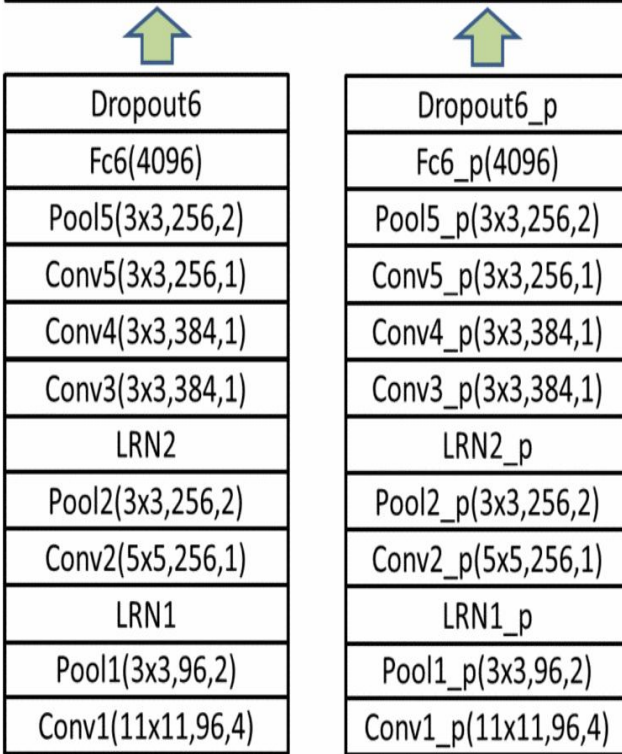 Dropout6
Fc6(4096)
Pool5(3x3,256,2)
Conv5(3x3,256,1)
Conv4(3x3,384,1)
Conv3(3x3,384,1)
LRN2
Pool2(3x3,256,2)
Conv2(5x5,256,1)
LRN1
Pool1(3x3,96,2)
Conv1(11x11,96,4)
Dropout6_p
Fc6_p(4096)
Pool5_p(3x3,256,2)
Conv5_p(3x3,256,1)
Conv4_p(3x3,384,1)
Conv3_p(3x3,384,1)
LRN2_p
Pool2_p(3x3,256,2)
Conv2_p(5x5,256,1)
LRN1_p
Pool1_p(3x3,96,2)
Conv1_p(11x11,96,4)